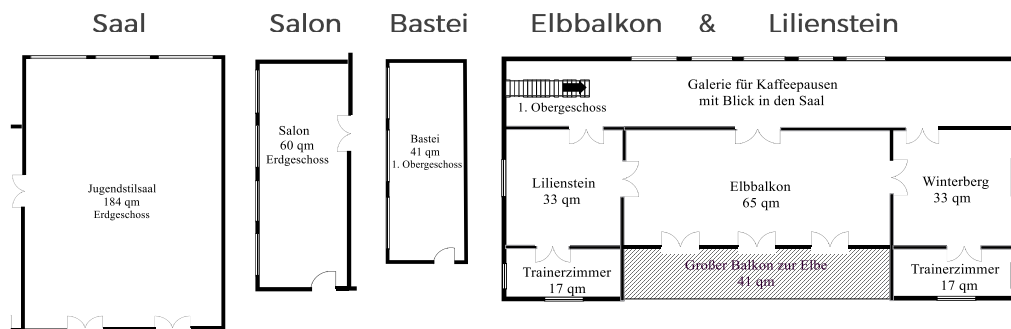 Saal
Salon
Bastei
Elbbalkon & Lilienstein
Jugendstilsaal
184 qm
Erdgeschoss
Salon
60 qm
Erdgeschoss
Bastei
41 qm
1. Obergeschoss
1. Obergeschoss
Galerie für Kaffeepausen
mit Blick in den Saal
Lilienstein
33 qm
Elbbalkon
65 qm
Winterberg
33 qm
Trainerzimmer
17 qm
Großer Balkon zur Elbe
41 qm
Trainerzimmer
17 qm